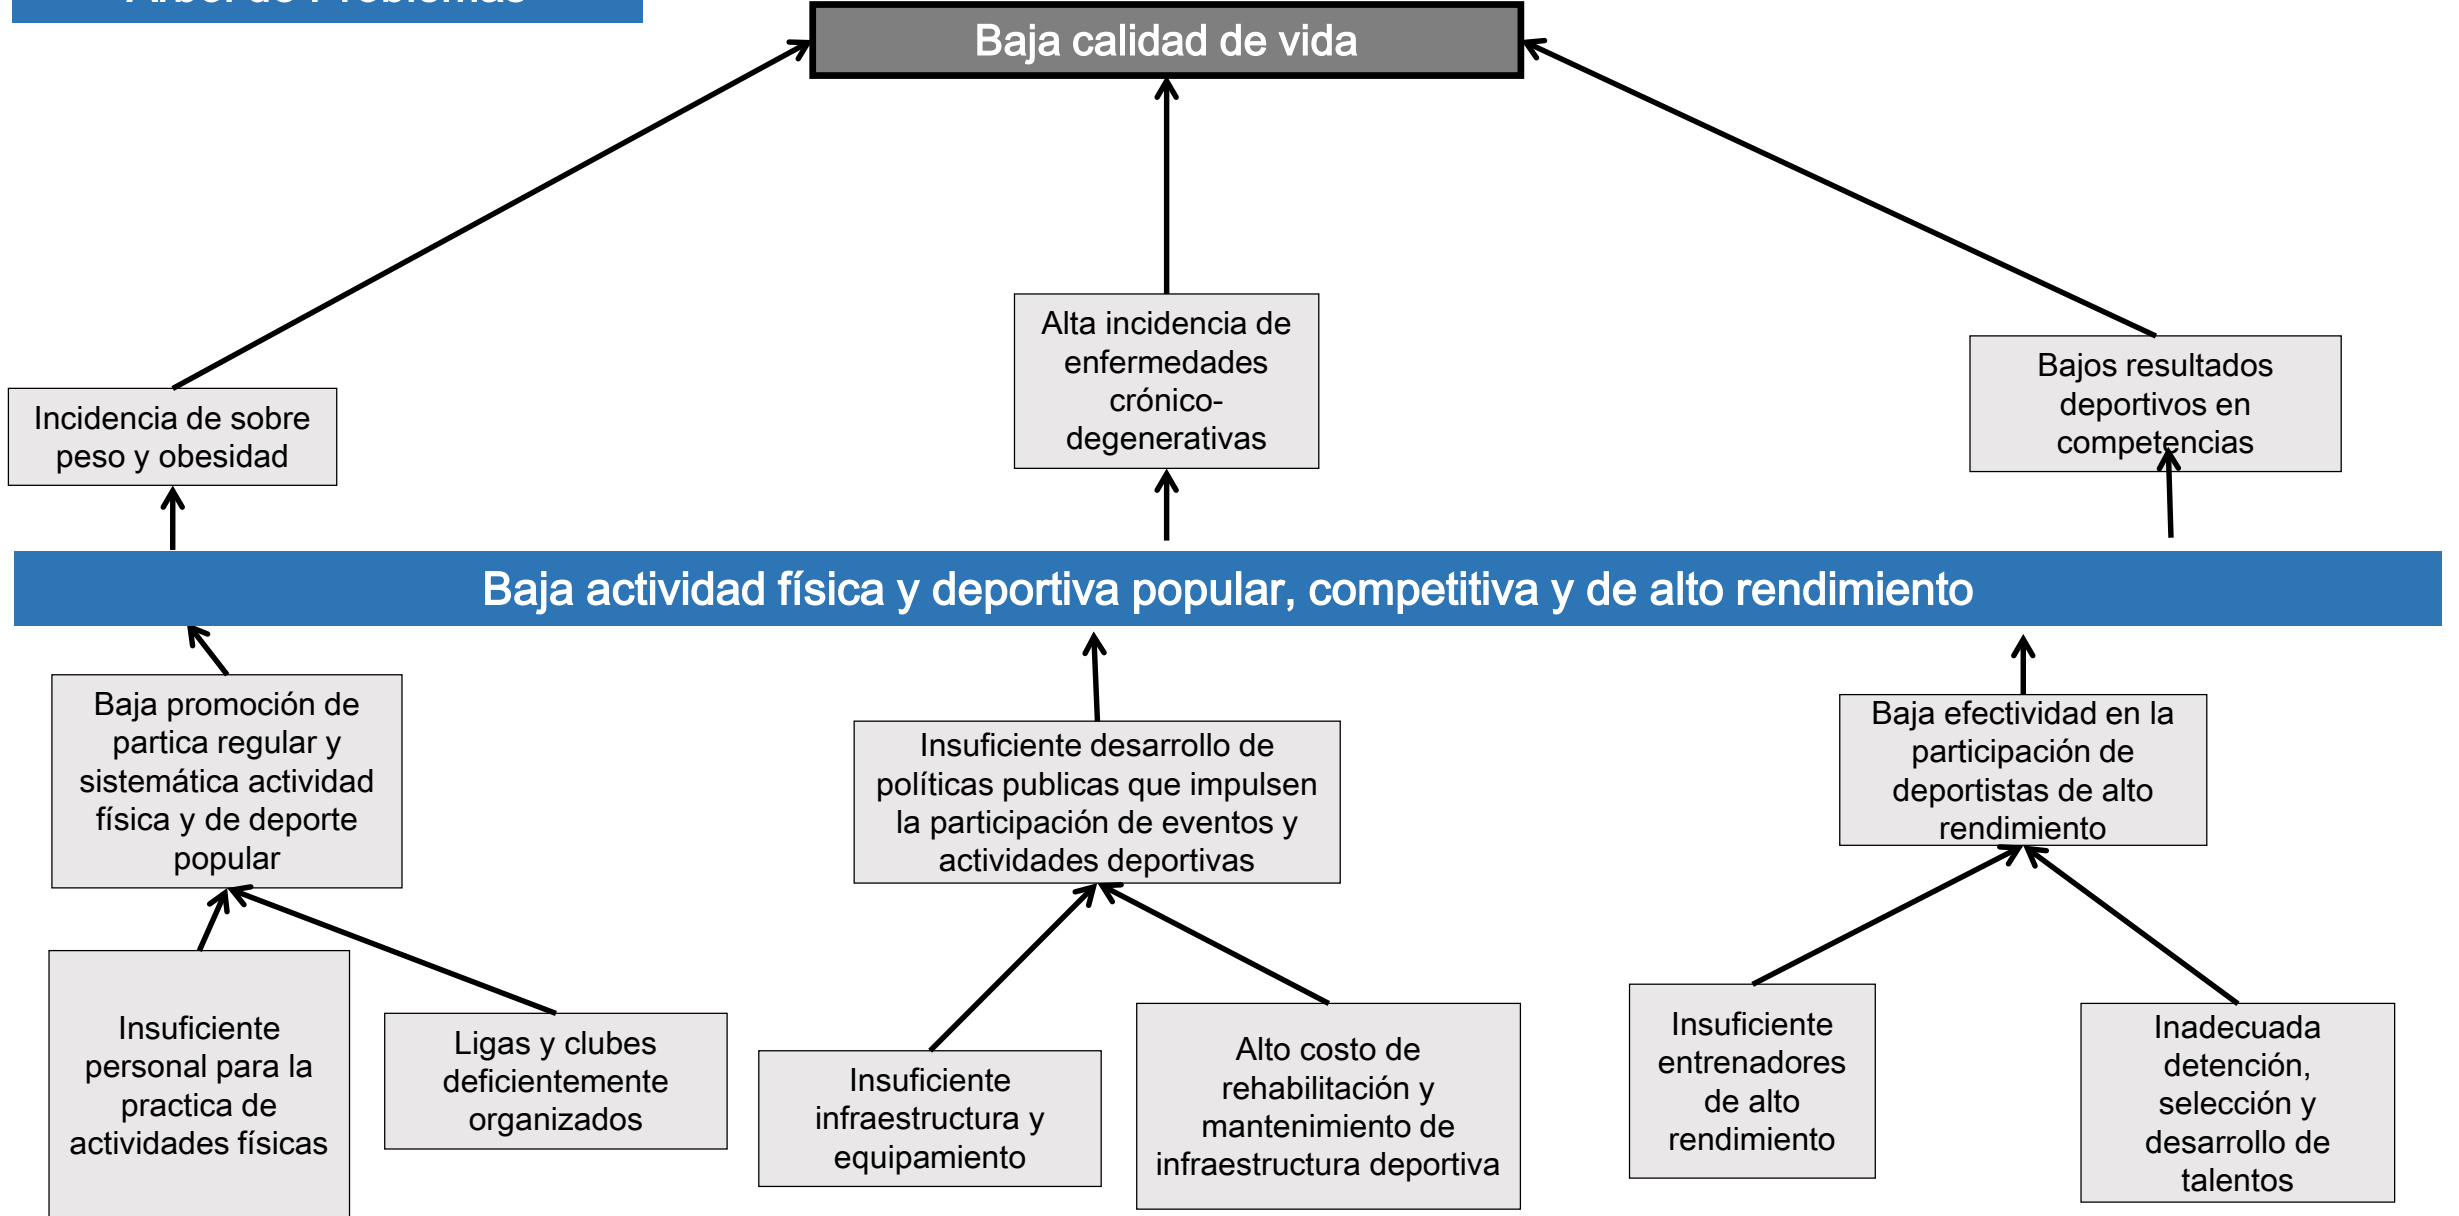 Árbol de Problemas
Baja calidad de vida
Alta incidencia de
enfermedades
crónico-
degenerativas
Bajos resultados
deportivos en
competencias
Incidencia de sobre
peso y obesidad
Baja actividad física y deportiva popular, competitiva y de alto rendimiento
Baja promoción de
partica regular y
sistemática actividad
física y de deporte
popular
Insuficiente desarrollo de
políticas publicas que impulsen
la participación de eventos y
actividades deportivas
Baja efectividad en la
participación de
deportistas de alto
rendimiento
Insuficiente
personal para la
practica de
actividades físicas
Ligas y clubes
deficientemente
organizados
Insuficiente
infraestructura y
equipamiento
Alto costo de
rehabilitación y
mantenimiento de
infraestructura deportiva
Insuficiente
entrenadores
de alto
rendimiento
Inadecuada
detención,
selección y
desarrollo de
talentos